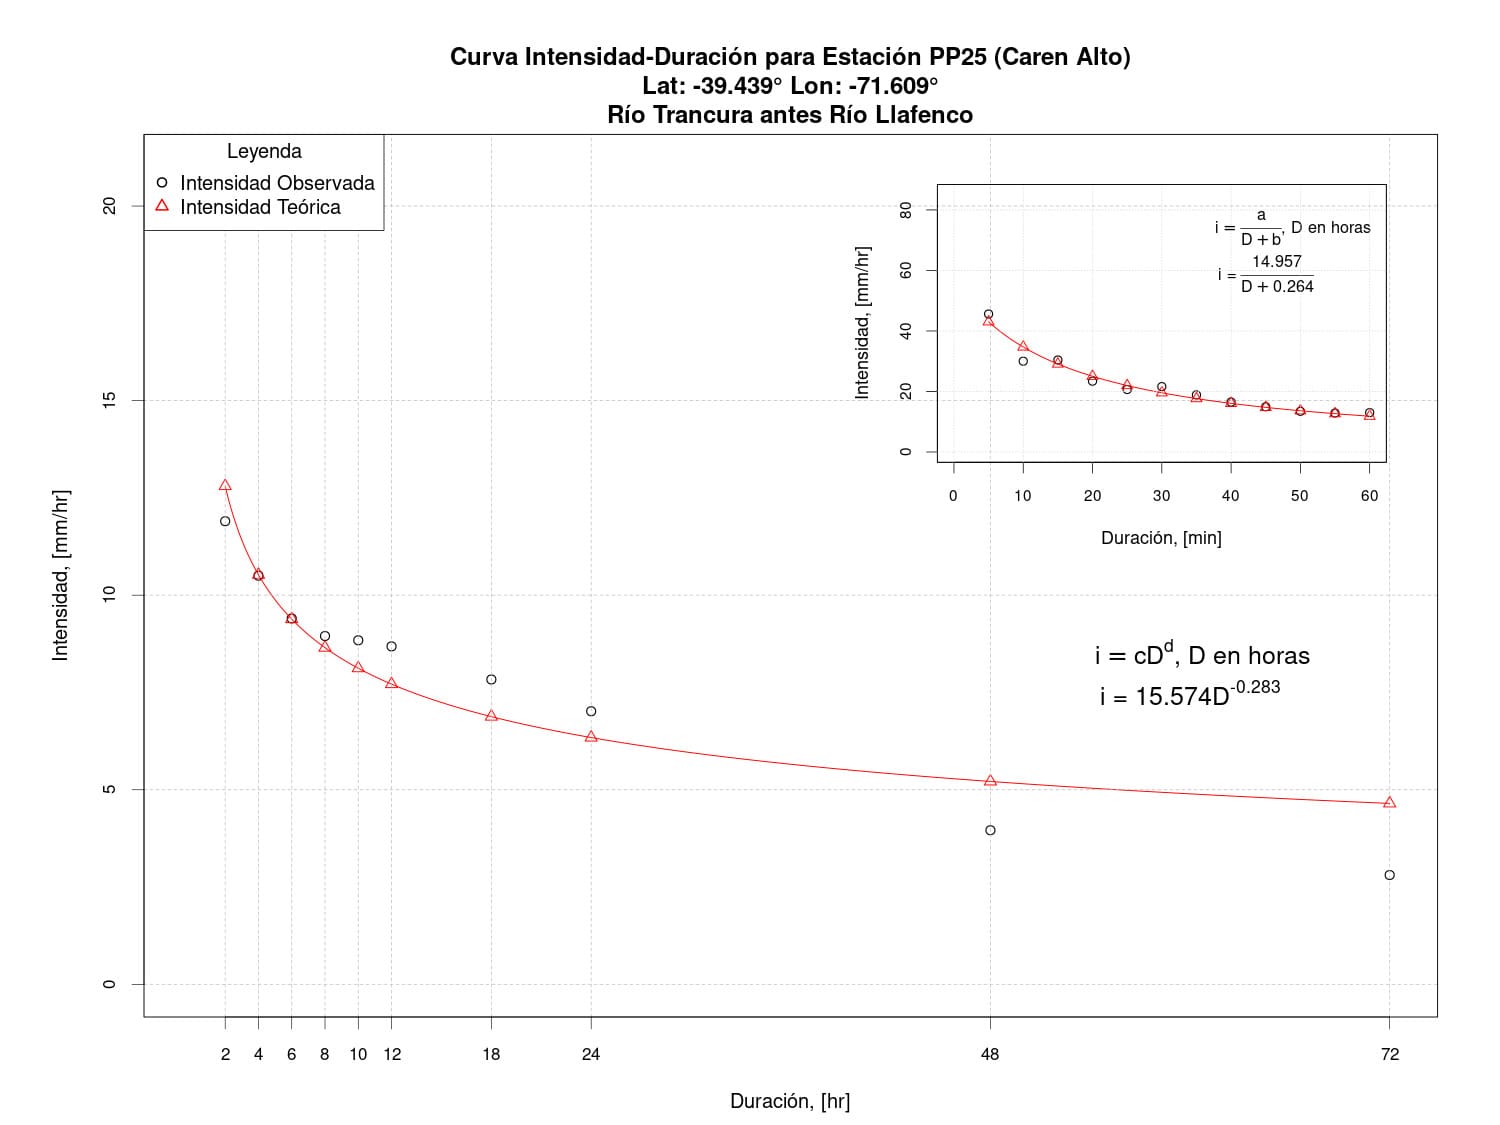 Curva Intensidad-Duración para Estación PP25 (Caren Alto)
Lat: -39.439° Lon: -71.609°
Río Trancura antes Río Llafenco
Leyenda
Intensidad Observada
Intensidad Teórica
Intensidad, [mm/hr]
20
15
10
5
0
2 4 6 8 10 12 18 24 48 72
Duración, [hr]
Intensidad, [mm/hr]
80
60
40
20
0
0 10 20 30 40 50 60
Duración, [min]
i = a / D + b, D en horas
i = 14.957 / D + 0.264
i = cD^d, D en horas
i = 15.574D^-0.283